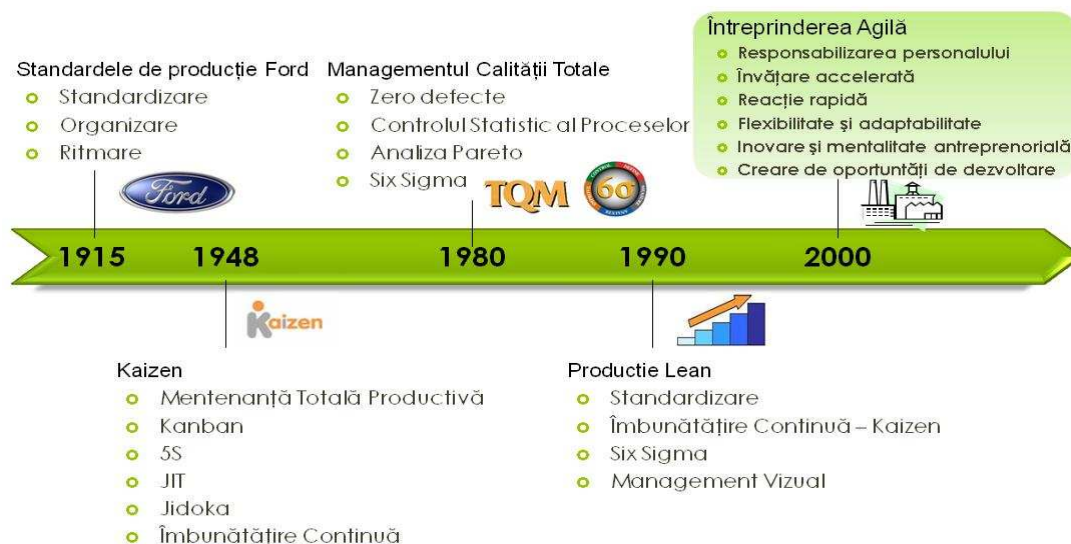 Standardele de producție Ford
Standardizare
Organizare
Ritmare
Ford
Managementul Calității Totale
Zero defecte
Controlul Statistic al Proceselor
Analiza Pareto
Six Sigma
TQM
6σ
Întreprinderea Agilă
Responsabilizarea personalului
Învățare accelerată
Reacție rapidă
Flexibilitate și adaptabilitate
Inovare și mentalitate antreprenorială
Creare de oportuntăți de dezvoltare
1915
1948
1980
1990
2000
Kaizen
Kaizen
Mentenanță Totală Productivă
Kanban
5S
JIT
Jidoka
Îmbunătățire Continuă
Productie Lean
Standardizare
Îmbunătățire Continuă – Kaizen
Six Sigma
Management Vizual